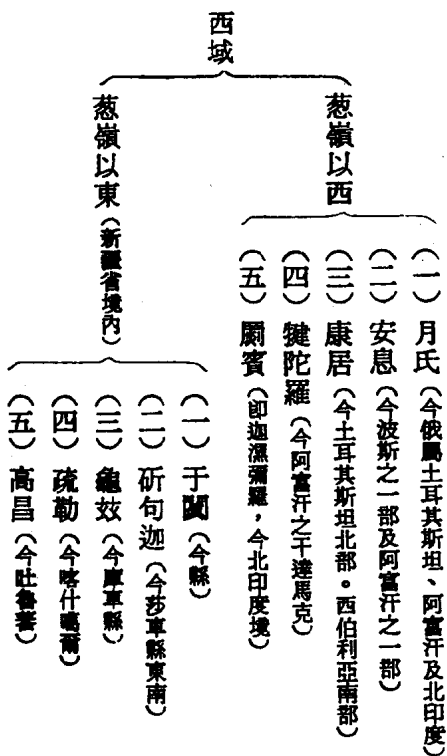 西域
葱嶺以西
(一) 月氏(今俄屬土耳其斯坦、阿富汗及北印度)
(二) 安息(今波斯之一部及阿富汗之一部)
(三) 康居(今土耳其斯坦北部。西伯利亞南部)
(四) 犍陀羅(今阿富汗之干達馬克)
(五) 罽賓(即迦濕彌羅，今北印度境)
葱嶺以東(新疆省境內)
(一) 于闐(今縣)
(二) 斫句迦(今莎車縣東南)
(三) 龜玆(今庫車縣)
(四) 疏勒(今喀什噶爾)
(五) 高昌(今吐魯蕃)